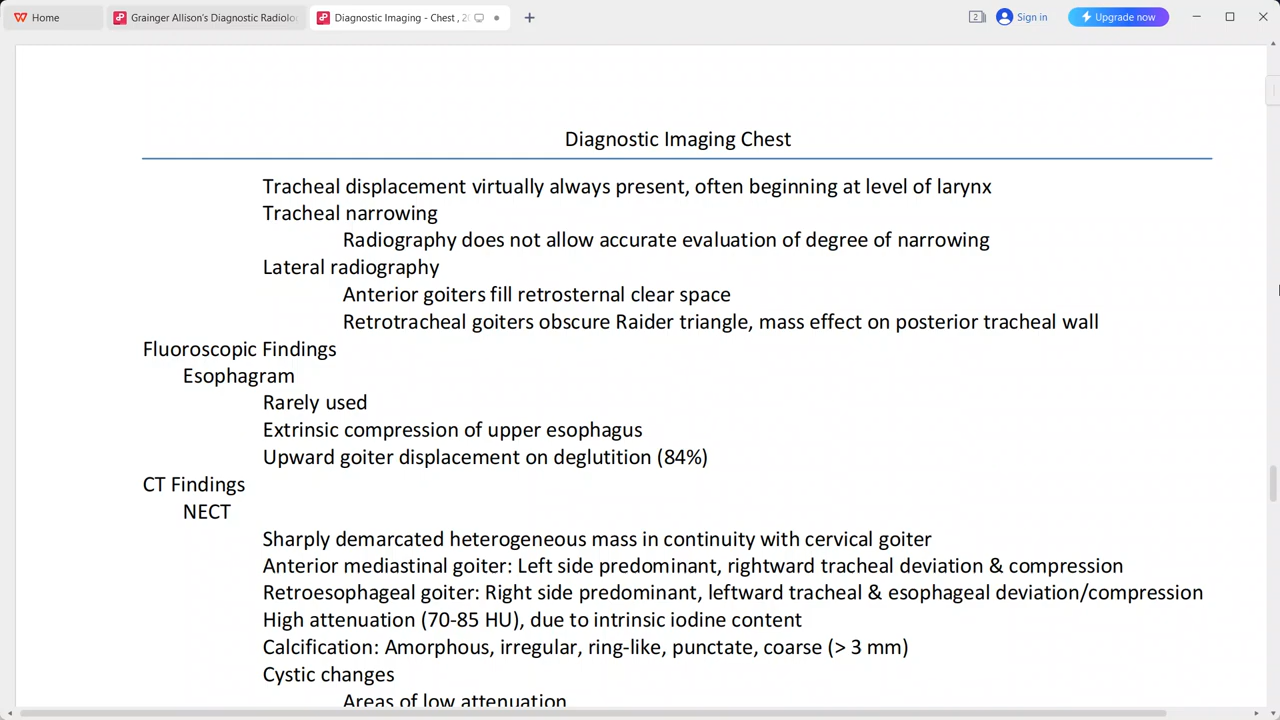 Home
Grainger Allison's Diagnostic Radiolo
Diagnostic Imaging - Chest , 20
2
Sign in
Upgrade now
Diagnostic Imaging Chest
Tracheal displacement virtually always present, often beginning at level of larynx
Tracheal narrowing
Radiography does not allow accurate evaluation of degree of narrowing
Lateral radiography
Anterior goiters fill retrosternal clear space
Retrotracheal goiters obscure Raider triangle, mass effect on posterior tracheal wall
Fluoroscopic Findings
Esophagram
Rarely used
Extrinsic compression of upper esophagus
Upward goiter displacement on deglutition (84%)
CT Findings
NECT
Sharply demarcated heterogeneous mass in continuity with cervical goiter
Anterior mediastinal goiter: Left side predominant, rightward tracheal deviation & compression
Retroesophageal goiter: Right side predominant, leftward tracheal & esophageal deviation/compression
High attenuation (70-85 HU), due to intrinsic iodine content
Calcification: Amorphous, irregular, ring-like, punctate, coarse (> 3 mm)
Cystic changes
Areas of low attenuation